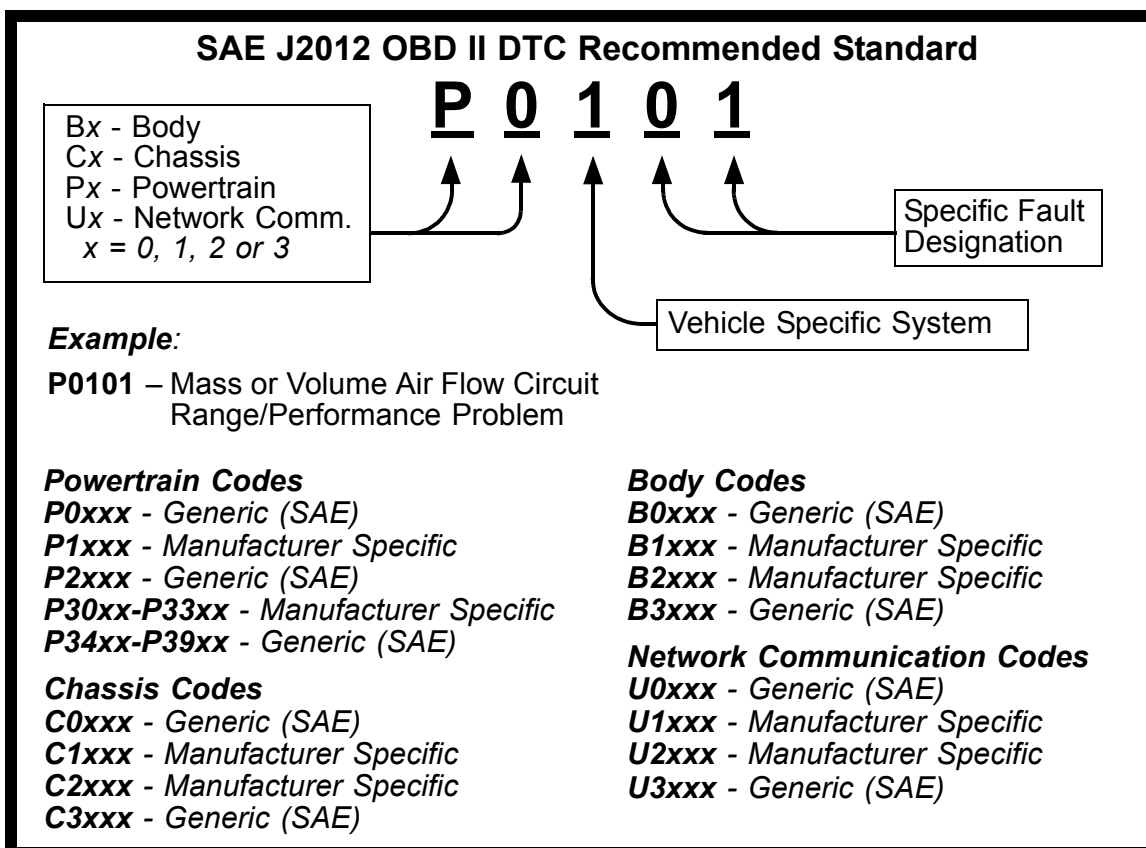 SAE J2012 OBD II DTC Recommended Standard
P 0 1 0 1
Bx - Body
Cx - Chassis
Px - Powertrain
Ux - Network Comm.
x = 0, 1, 2 or 3
Specific Fault
Designation
Vehicle Specific System
Example:
P0101 – Mass or Volume Air Flow Circuit
Range/Performance Problem
Powertrain Codes
P0xxx - Generic (SAE)
P1xxx - Manufacturer Specific
P2xxx - Generic (SAE)
P30xx-P33xx - Manufacturer Specific
P34xx-P39xx - Generic (SAE)
Chassis Codes
C0xxx - Generic (SAE)
C1xxx - Manufacturer Specific
C2xxx - Manufacturer Specific
C3xxx - Generic (SAE)
Body Codes
B0xxx - Generic (SAE)
B1xxx - Manufacturer Specific
B2xxx - Manufacturer Specific
B3xxx - Generic (SAE)
Network Communication Codes
U0xxx - Generic (SAE)
U1xxx - Manufacturer Specific
U2xxx - Manufacturer Specific
U3xxx - Generic (SAE)